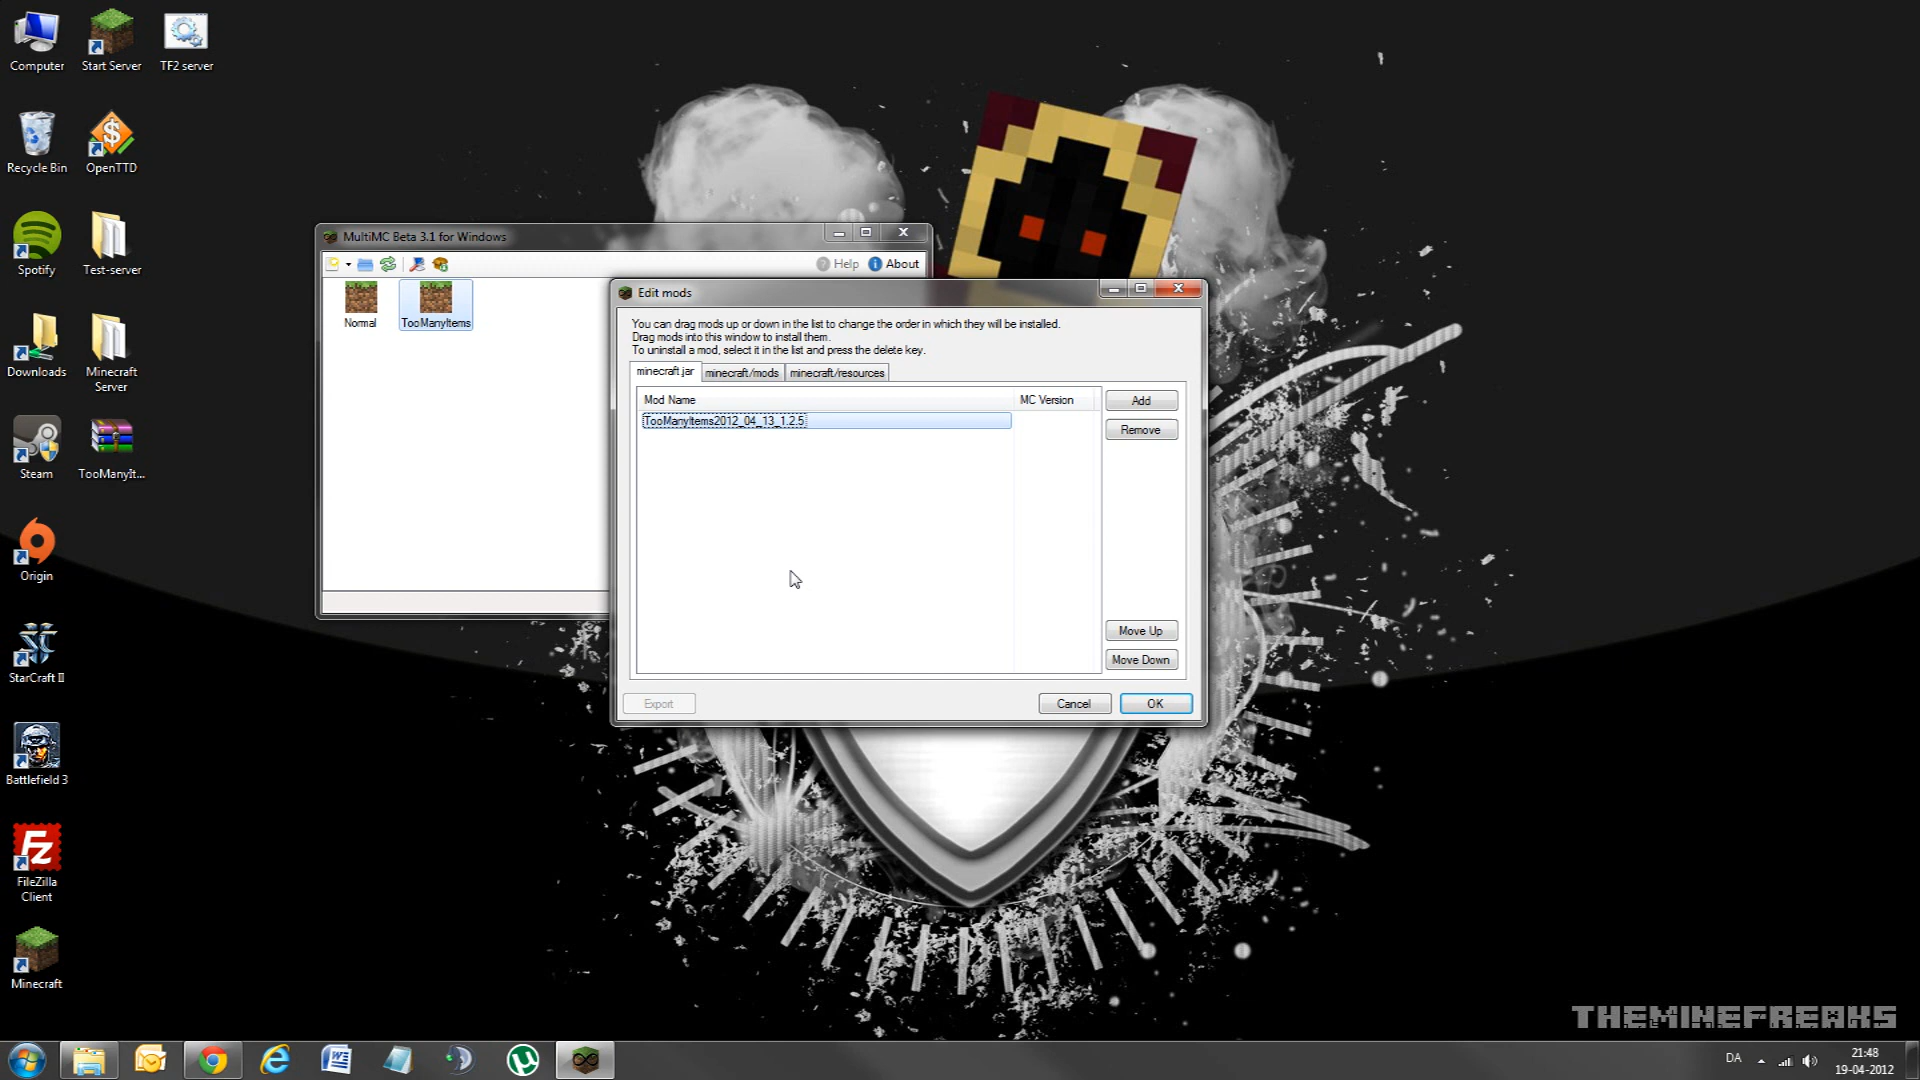 Computer
Start Server
TF2 server
Recycle Bin
OpenTTD
Spotify
Test-server
Downloads
Minecraft
Server
Steam
TooManyIt...
Origin
StarCraft II
Battlefield 3
FileZilla
Client
Minecraft
MultiMC Beta 3.1 for Windows
Help
About
Normal
TooManyItems
Edit mods
You can drag mods up or down in the list to change the order in which they will be installed.
Drag mods into this window to install them.
To uninstall a mod, select it in the list and press the delete key.
minecraft.jar
minecraft/mods
minecraft/resources
Mod Name
MC Version
TooManyItems2012_04_13_1.2.5
Add
Remove
Move Up
Move Down
Export
Cancel
OK
THEMINEFREAKS
DA
21:48
19-04-2012